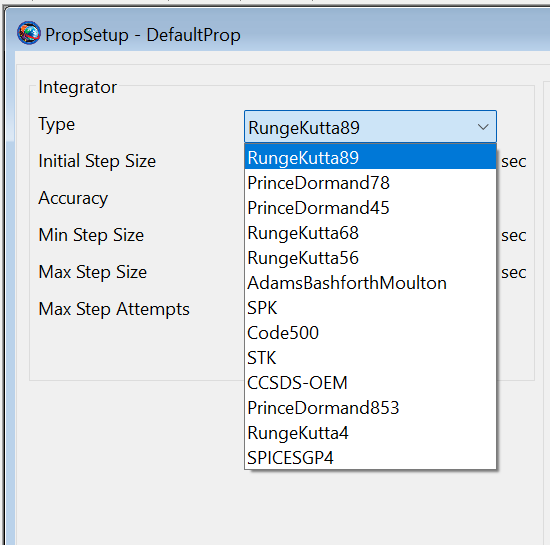 PropSetup - DefaultProp
Integrator
Type
RungeKutta89
Initial Step Size
sec
Accuracy
Min Step Size
sec
Max Step Size
sec
Max Step Attempts
RungeKutta89
PrinceDormand78
PrinceDormand45
RungeKutta68
RungeKutta56
AdamsBashforthMoulton
SPK
Code500
STK
CCSDS-OEM
PrinceDormand853
RungeKutta4
SPICESGP4